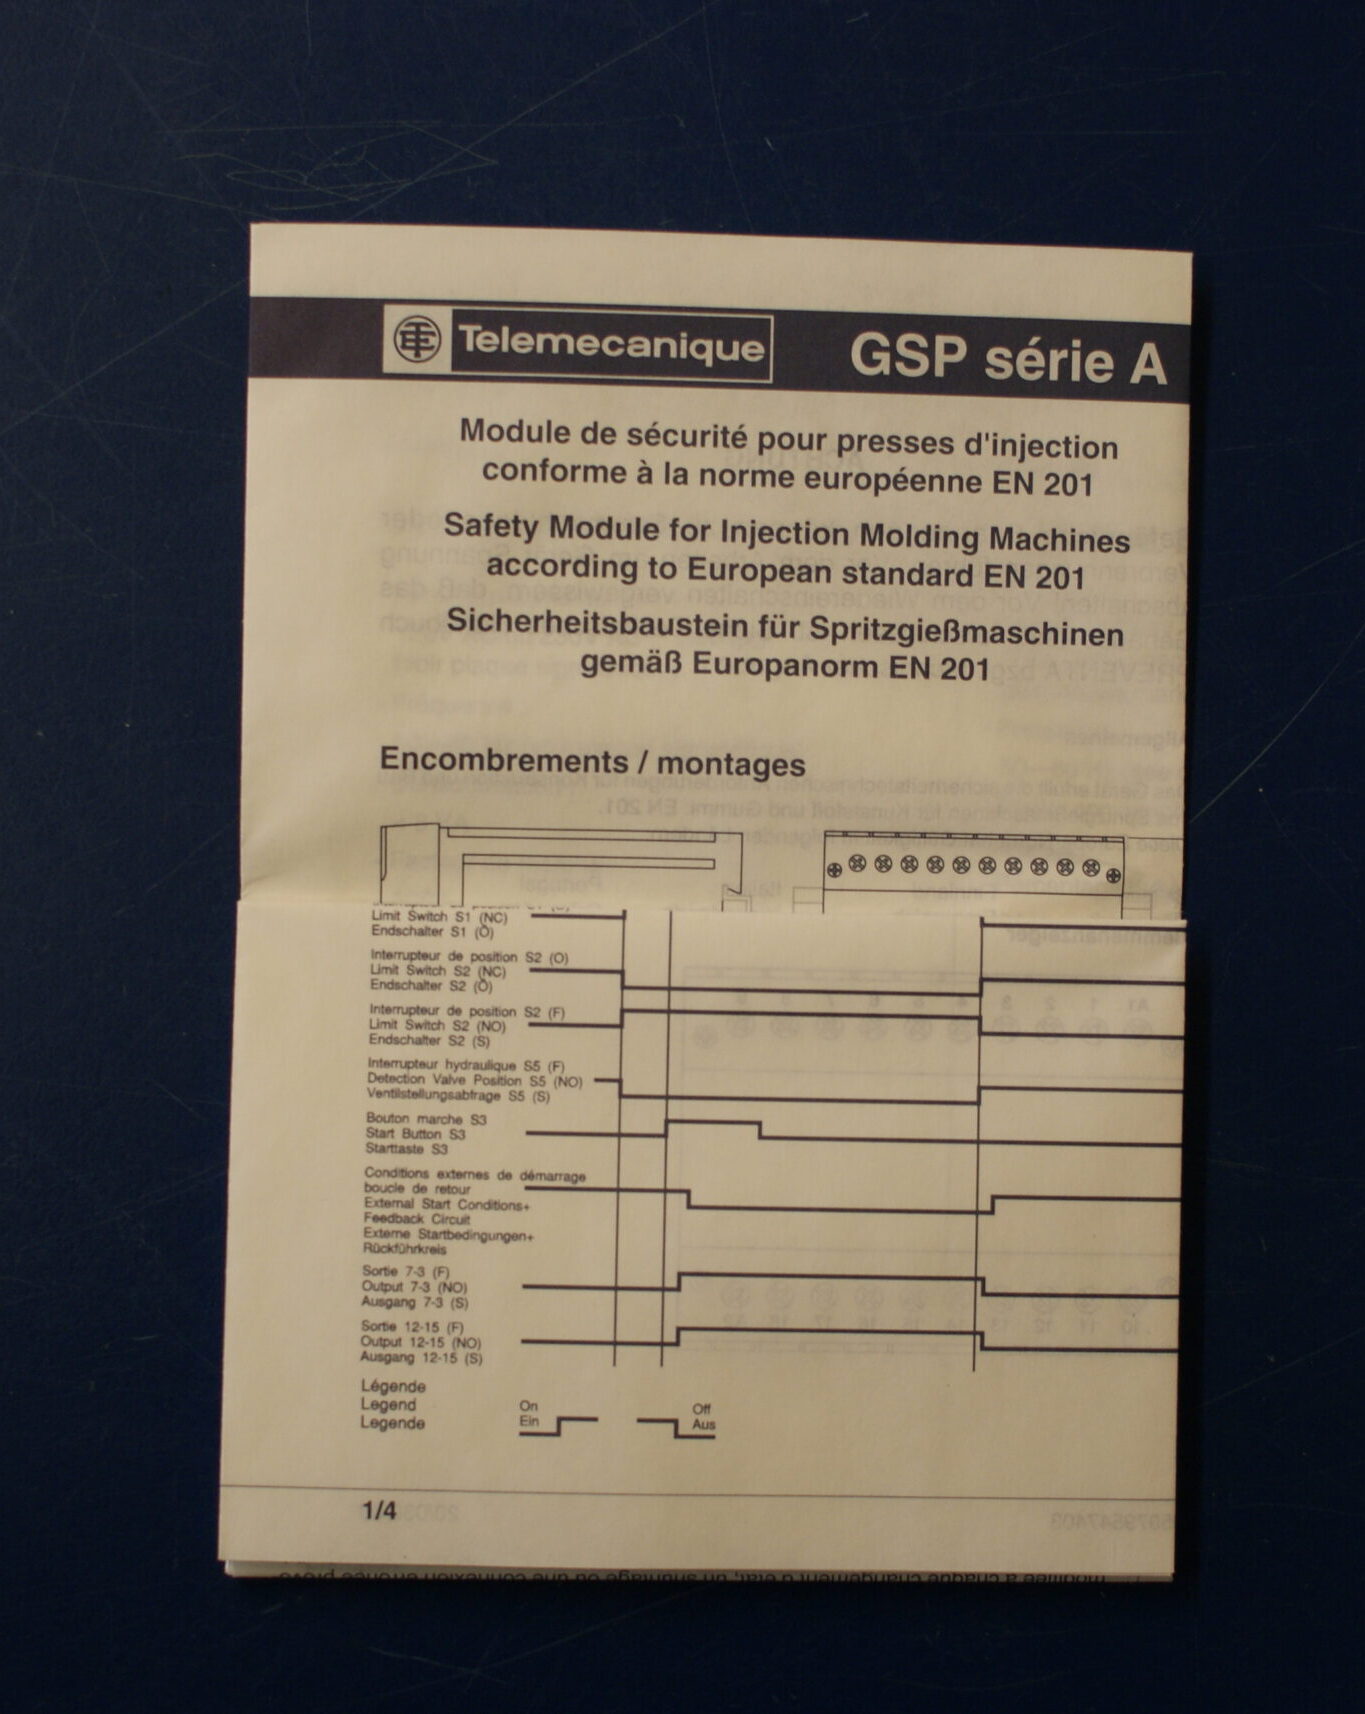 Telemecanique
GSP série A
Module de sécurité pour presses d'injection
conforme à la norme européenne EN 201
Safety Module for Injection Molding Machines
according to European standard EN 201
Sicherheitsbaustein für Spritzgießmaschinen
gemäß Europanorm EN 201
Encombrements / montages
Limit Switch S1 (NC)
Endschalter S1 (Ö)
Interrupteur de position S2 (O)
Limit Switch S2 (NC)
Endschalter S2 (Ö)
Interrupteur de position S2 (F)
Limit Switch S2 (NO)
Endschalter S2 (S)
Interrupteur hydraulique S5 (F)
Detection Valve Position S5 (NO)
Ventilstellungsabfrage S5 (S)
Bouton marche S3
Start Button S3
Starttaste S3
Conditions externes de démarrage
boucle de retour
External Start Conditions+
Feedback Circuit
Externe Startbedingungen+
Rückführkreis
Sortie 7-3 (F)
Output 7-3 (NO)
Ausgang 7-3 (S)
Sortie 12-15 (F)
Output 12-15 (NO)
Ausgang 12-15 (S)
Légende
Legend
Legende
On
Ein
Off
Aus
1/4